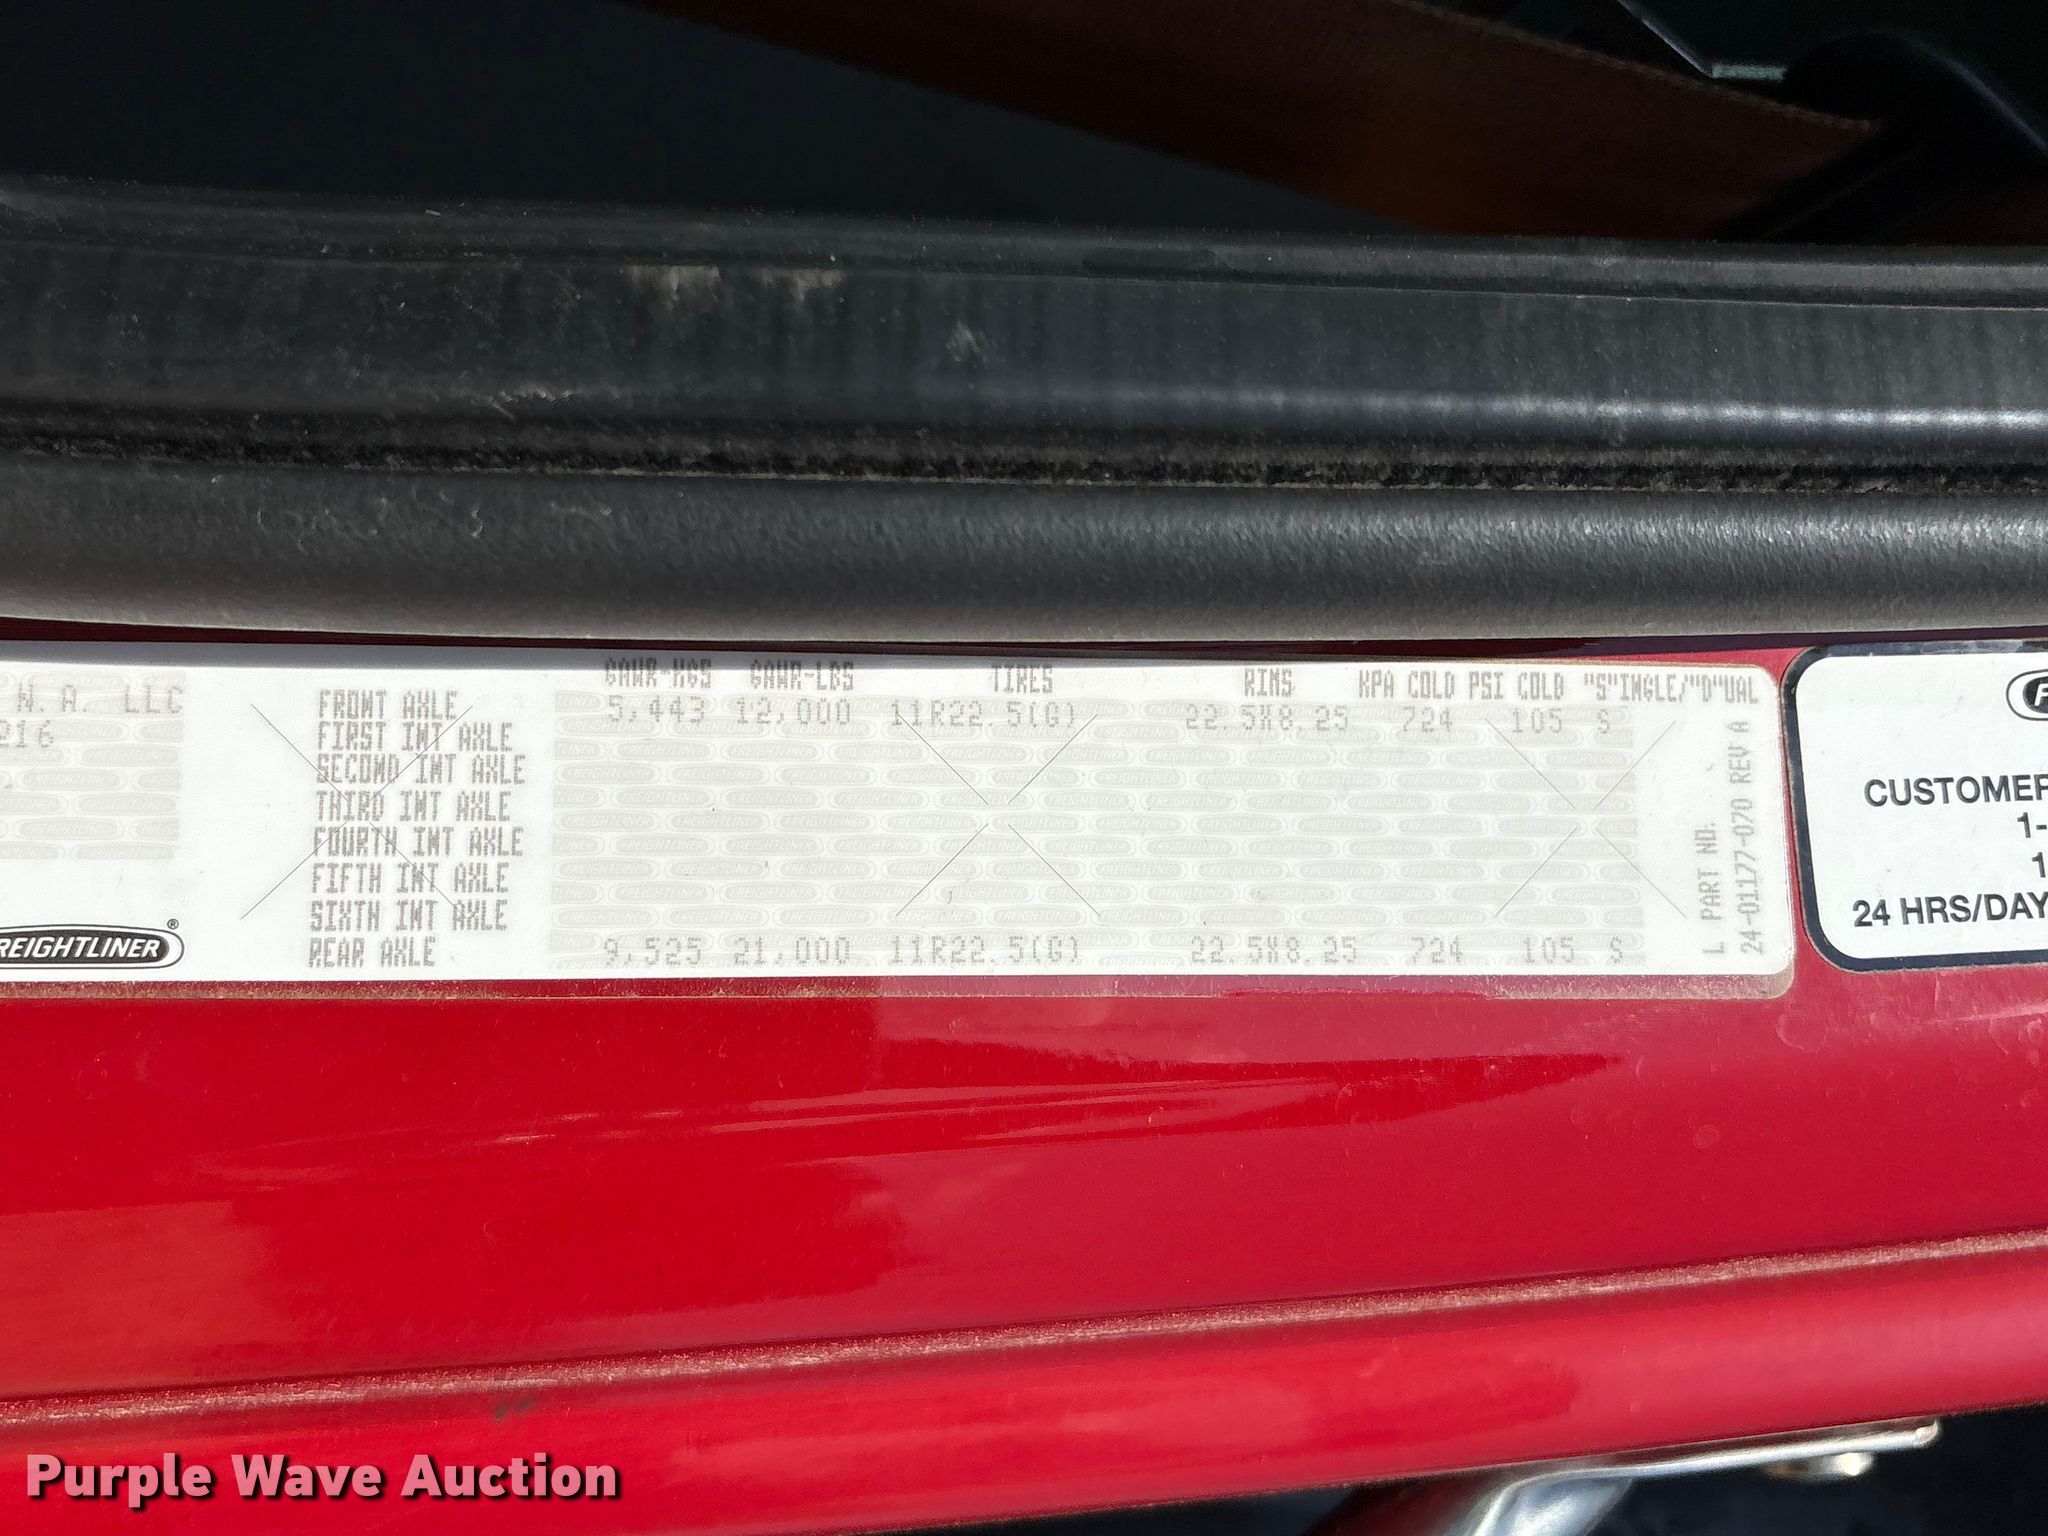 N.A. LLC
216
FREIGHTLINER®
GAWR-KGS GAWR-LBS TIRES RIMS KPA COLD PSI COLD "S"INGLE/"D"UAL
FRONT AXLE 5,443 12,000 11R22.5(G) 22.5X8.25 724 105 S
FIRST INT AXLE
SECOND INT AXLE
THIRD INT AXLE
FOURTH INT AXLE
FIFTH INT AXLE
SIXTH INT AXLE
REAR AXLE 9,525 21,000 11R22.5(G) 22.5X8.25 724 105 S
L PART NO:
24-01177-070 REV A
CUSTOMER
1-
1
24 HRS/DAY
Purple Wave Auction